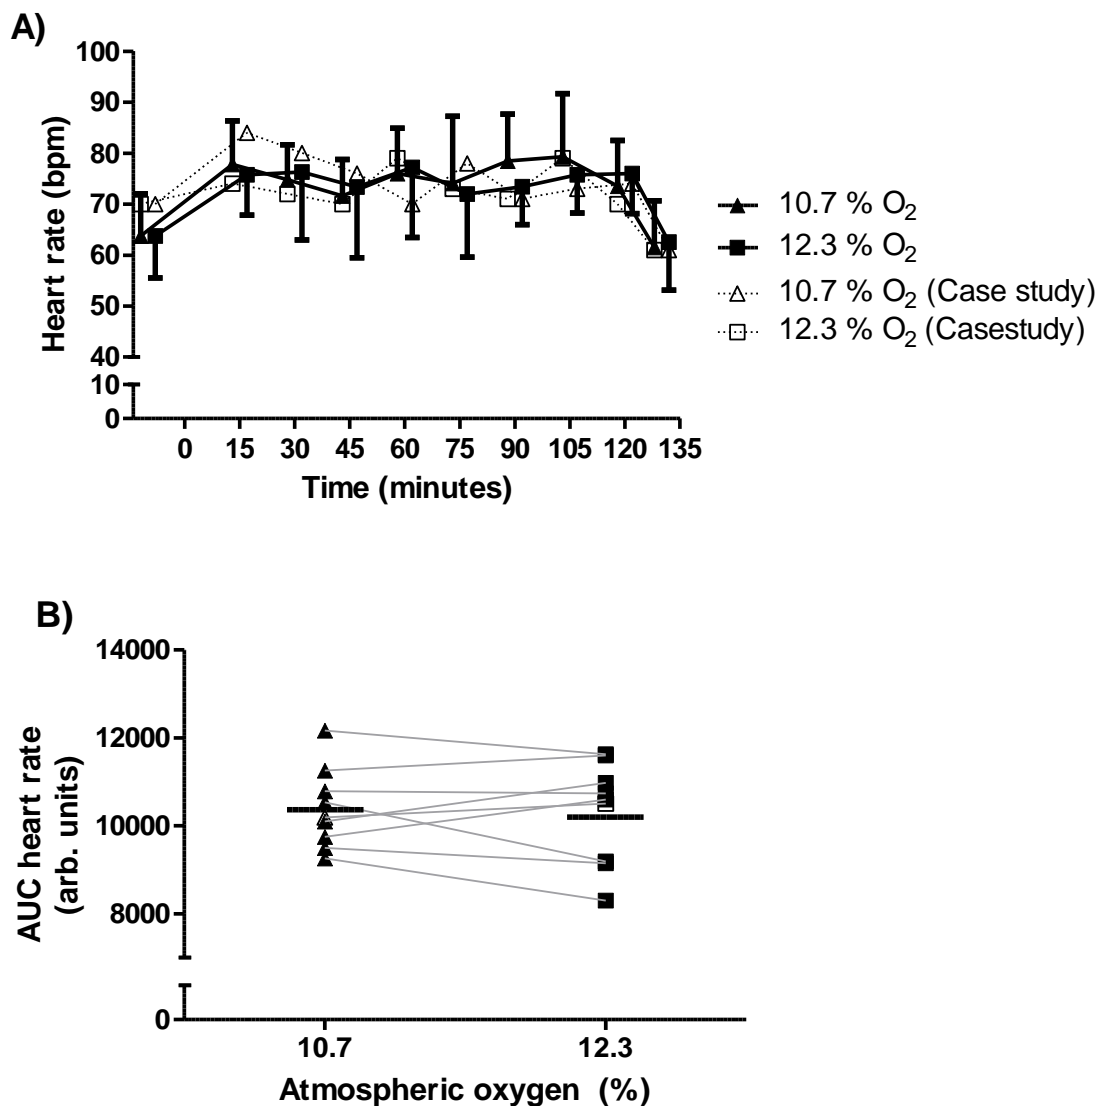 A)
100
90
80
70
60
50
40
10
0
Heart rate (bpm)
0 15 30 45 60 75 90 105 120 135
Time (minutes)
10.7 % O₂
12.3 % O₂
10.7 % O₂ (Case study)
12.3 % O₂ (Casestudy)
B)
14000
12000
10000
8000
0
AUC heart rate
(arb. units)
10.7 12.3
Atmospheric oxygen (%)